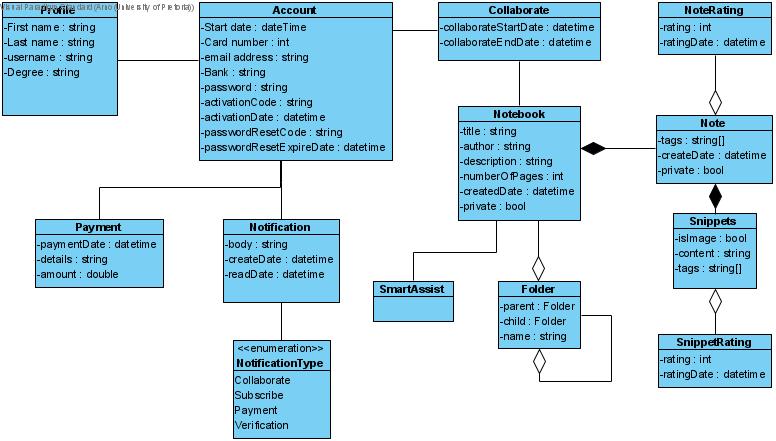 Visual Paradigm Standard (Arno (University of Pretoria))
Profile
-First name : string
-Last name : string
-username : string
-Degree : string
Account
-Start date : dateTime
-Card number : int
-email address : string
-Bank : string
-password : string
-activationCode : string
-activationDate : datetime
-passwordResetCode : string
-passwordResetExpireDate : datetime
Collaborate
-collaborateStartDate : datetime
-collaborateEndDate : datetime
NoteRating
-rating : int
-ratingDate : datetime
Notebook
-title : string
-author : string
-description : string
-numberOfPages : int
-createdDate : datetime
-private : bool
Note
-tags : string[]
-createDate : datetime
-private : bool
Payment
-paymentDate : datetime
-details : string
-amount : double
Notification
-body : string
-createDate : datetime
-readDate : datetime
Snippets
-isImage : bool
-content : string
-tags : string[]
SmartAssist
Folder
-parent : Folder
-child : Folder
-name : string
SnippetRating
-rating : int
-ratingDate : datetime
<<enumeration>>
NotificationType
Collaborate
Subscribe
Payment
Verification